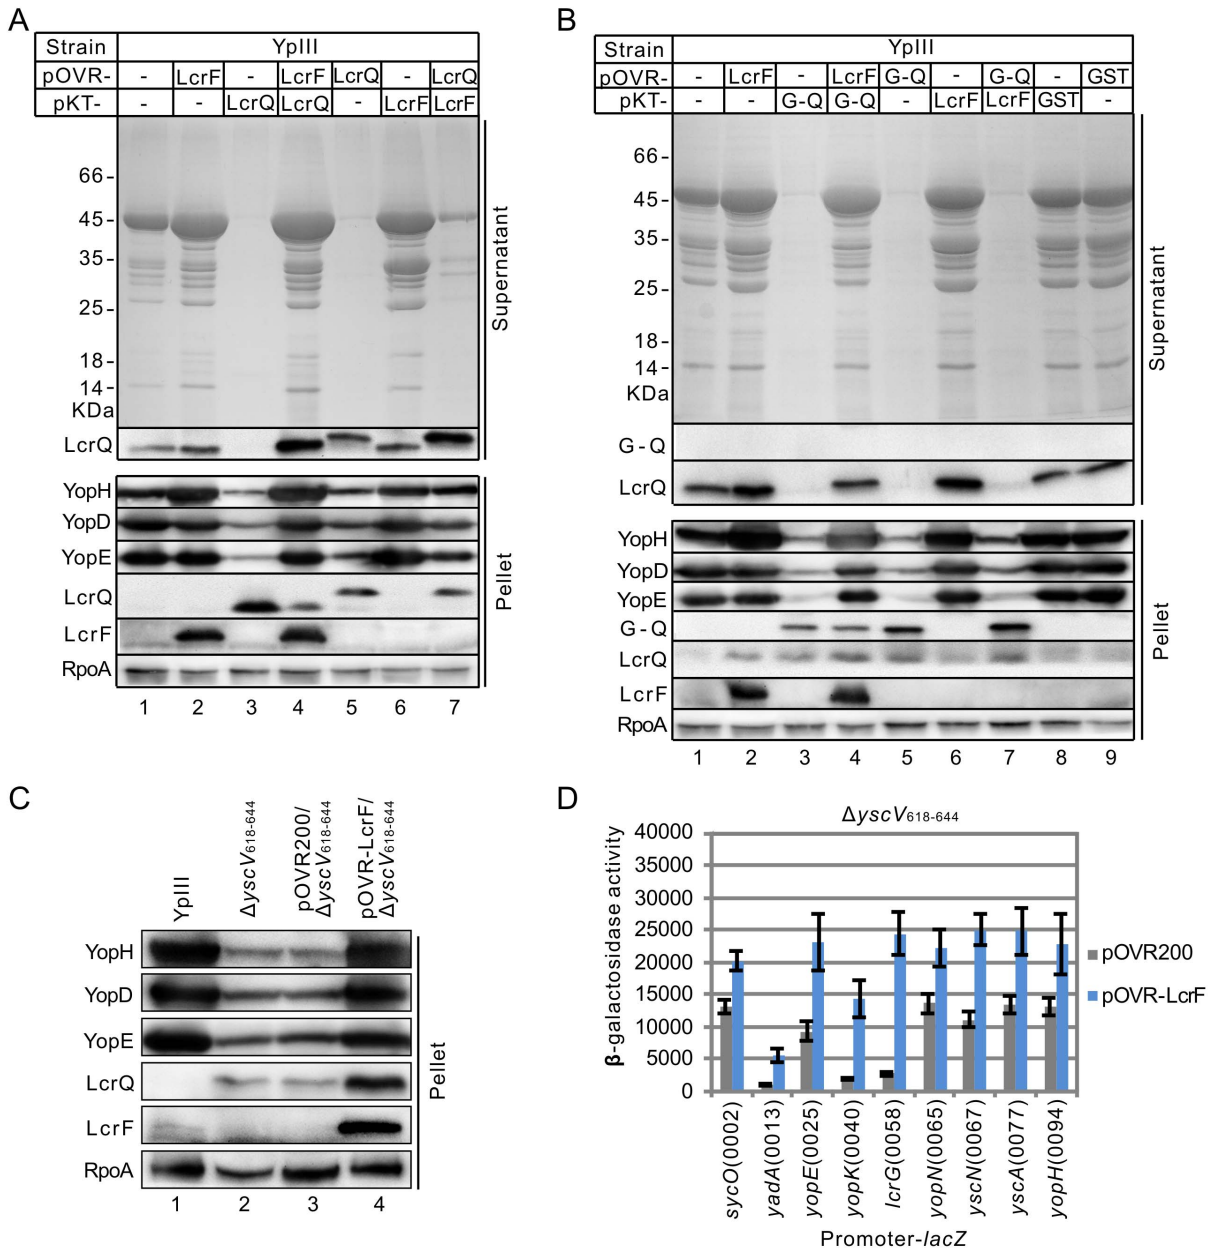 A
Strain YpIII
pOVR- - LcrF - LcrF LcrQ - LcrQ
pKT- - - LcrQ LcrQ - LcrF LcrF
66-
45-
35-
25-
18-
14-
KDa
Supernatant
LcrQ
YopH
YopD
YopE
LcrQ
LcrF
RpoA
Pellet
1 2 3 4 5 6 7
B
Strain YpIII
pOVR- - LcrF - LcrF G-Q - G-Q - GST
pKT- - - G-Q G-Q - LcrF LcrF GST -
66-
45-
35-
25-
18-
14-
KDa
Supernatant
G-Q
LcrQ
YopH
YopD
YopE
G-Q
LcrQ
LcrF
RpoA
Pellet
1 2 3 4 5 6 7 8 9
C
YpIII
ΔyscV618-644
pOVR200/
ΔyscV618-644
pOVR-LcrF/
ΔyscV618-644
YopH
YopD
YopE
LcrQ
LcrF
RpoA
Pellet
1 2 3 4
D
ΔyscV618-644
β-galactosidase activity
40000
35000
30000
25000
20000
15000
10000
5000
0
pOVR200
pOVR-LcrF
sycO(0002)
yadA(0013)
yopE(0025)
yopK(0040)
lcrG(0058)
yopN(0065)
yscN(0067)
yscA(0077)
yopH(0094)
Promoter-lacZ